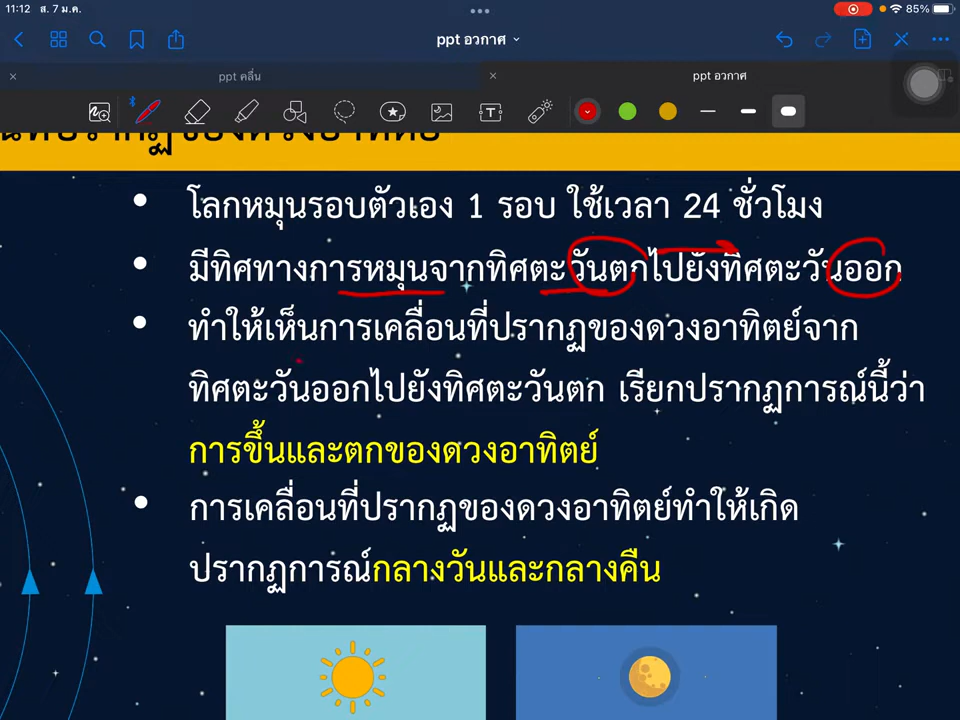 11:12 ส. 7 ม.ค.
85%
ppt อวกาศ
ppt คลื่น
ppt อวกาศ
โลกหมุนรอบตัวเอง 1 รอบ ใช้เวลา 24 ชั่วโมง
มีทิศทางการหมุนจากทิศตะวันตกไปยังทิศตะวันออก
ทำให้เห็นการเคลื่อนที่ปรากฏของดวงอาทิตย์จาก
ทิศตะวันออกไปยังทิศตะวันตก เรียกปรากฏการณ์นี้ว่า
การขึ้นและตกของดวงอาทิตย์
การเคลื่อนที่ปรากฏของดวงอาทิตย์ทำให้เกิด
ปรากฏการณ์กลางวันและกลางคืน